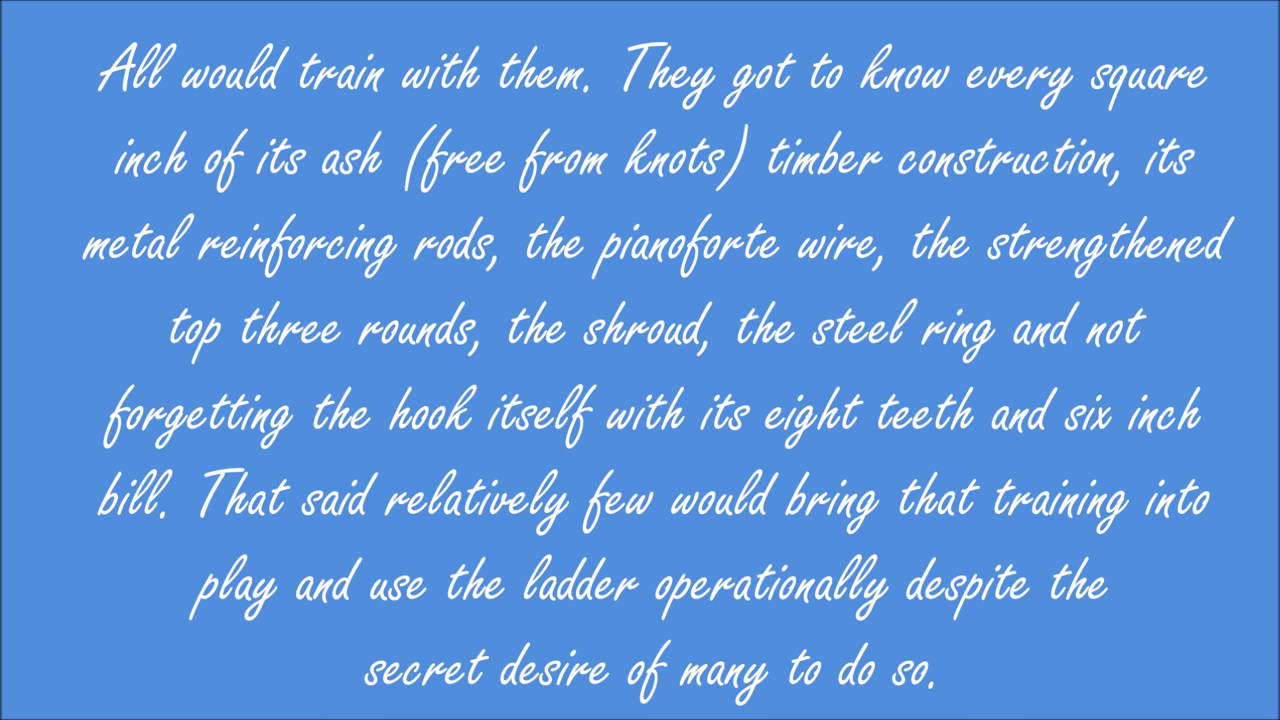 All would train with them. They got to know every square
inch of its ash (free from knots) timber construction, its
metal reinforcing rods, the pianoforte wire, the strengthened
top three rounds, the shroud, the steel ring and not
forgetting the hook itself with its eight teeth and six inch
bill. That said relatively few would bring that training into
play and use the ladder operationally despite the
secret desire of many to do so.